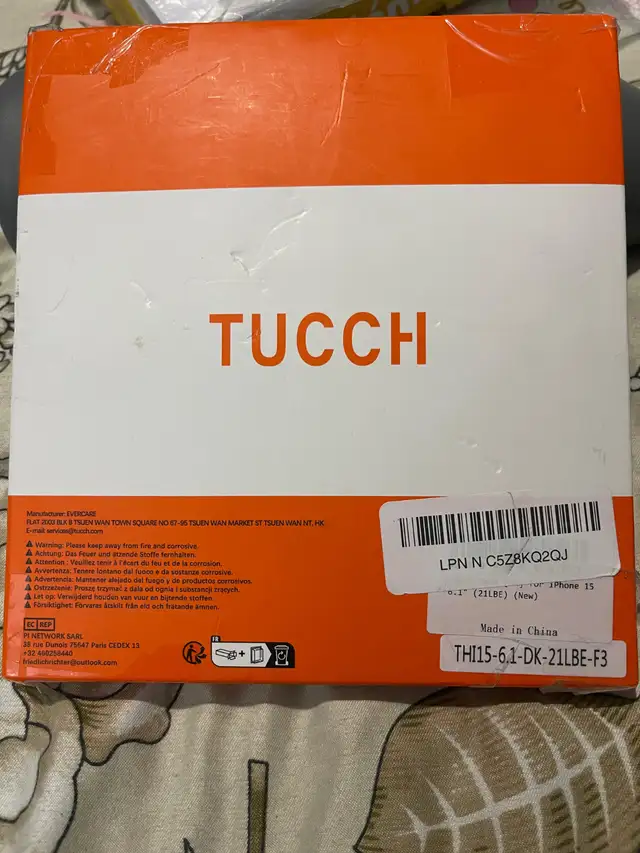 TUCCH
Manufacturer: EVERCARE
FLAT 2003 BLK B TSUEN WAN TOWN SQUARE NO 67-95 TSUEN WAN MARKET ST TSUEN WAN NT, HK
E-mail: services@tucch.com
Warning: Please keep away from fire and corrosive.
Achtung: Das Feuer und ätzende Stoffe fernhalten.
Attention : Veuillez tenir à l'écart du feu et de la corrosion.
Avvertenza: Tenere lontano dal fuoco e da sostanze corrosive.
Advertencia: Mantener alejado del fuego y de productos corrosivos.
Ostrzeżenie: Proszę trzymać z dala od ognia i substancji żrących.
Let op: Verwijderd houden van vuur en bijtende stoffen.
Försiktighet: Förvaras åtskilt från eld och frätande ämnen.
EC REP
PI NETWORK SARL
38 rue Dunois 75647 Paris CEDEX 13
+32 460258440
friedlichrichter@outlook.com
FR
+
LPN N C5Z8KQ2QJ
for iPhone 15
6.1" (21LBE) (New)
Made in China
THI15-6.1-DK-21LBE-F3